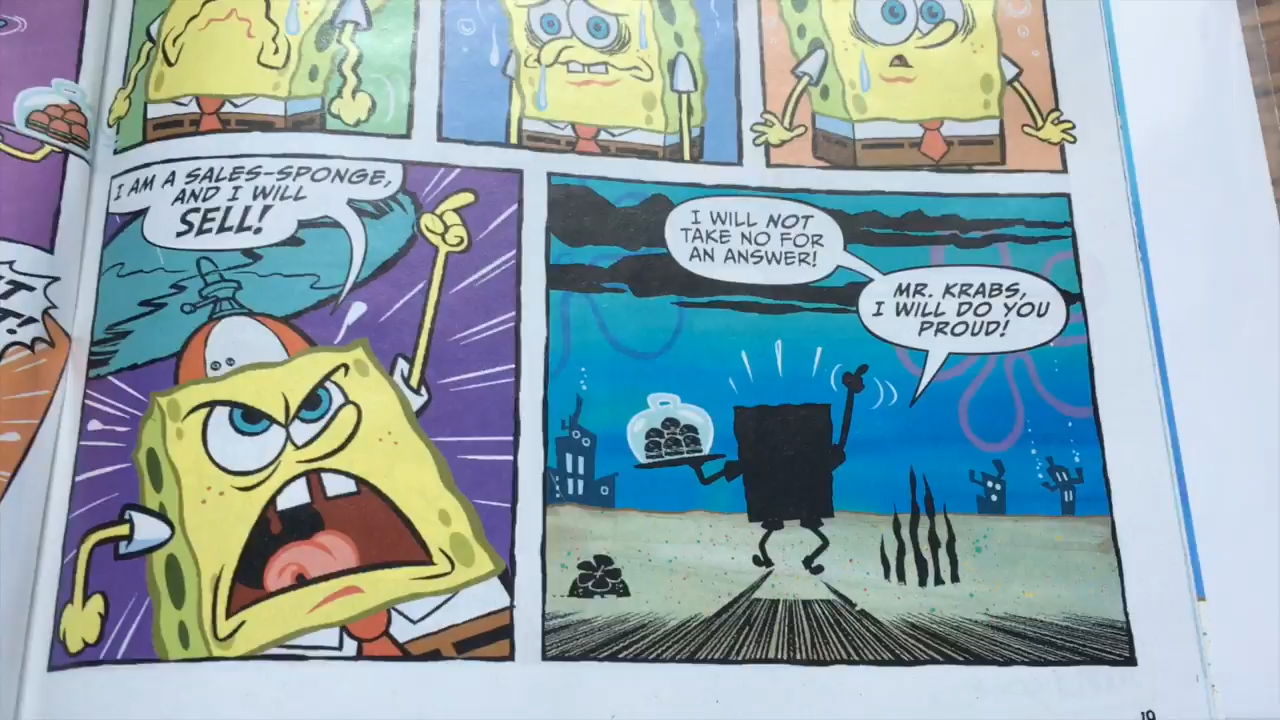 I AM A SALES-SPONGE,
AND I WILL
SELL!
I WILL NOT
TAKE NO FOR
AN ANSWER!
MR. KRABS,
I WILL DO YOU
PROUD!